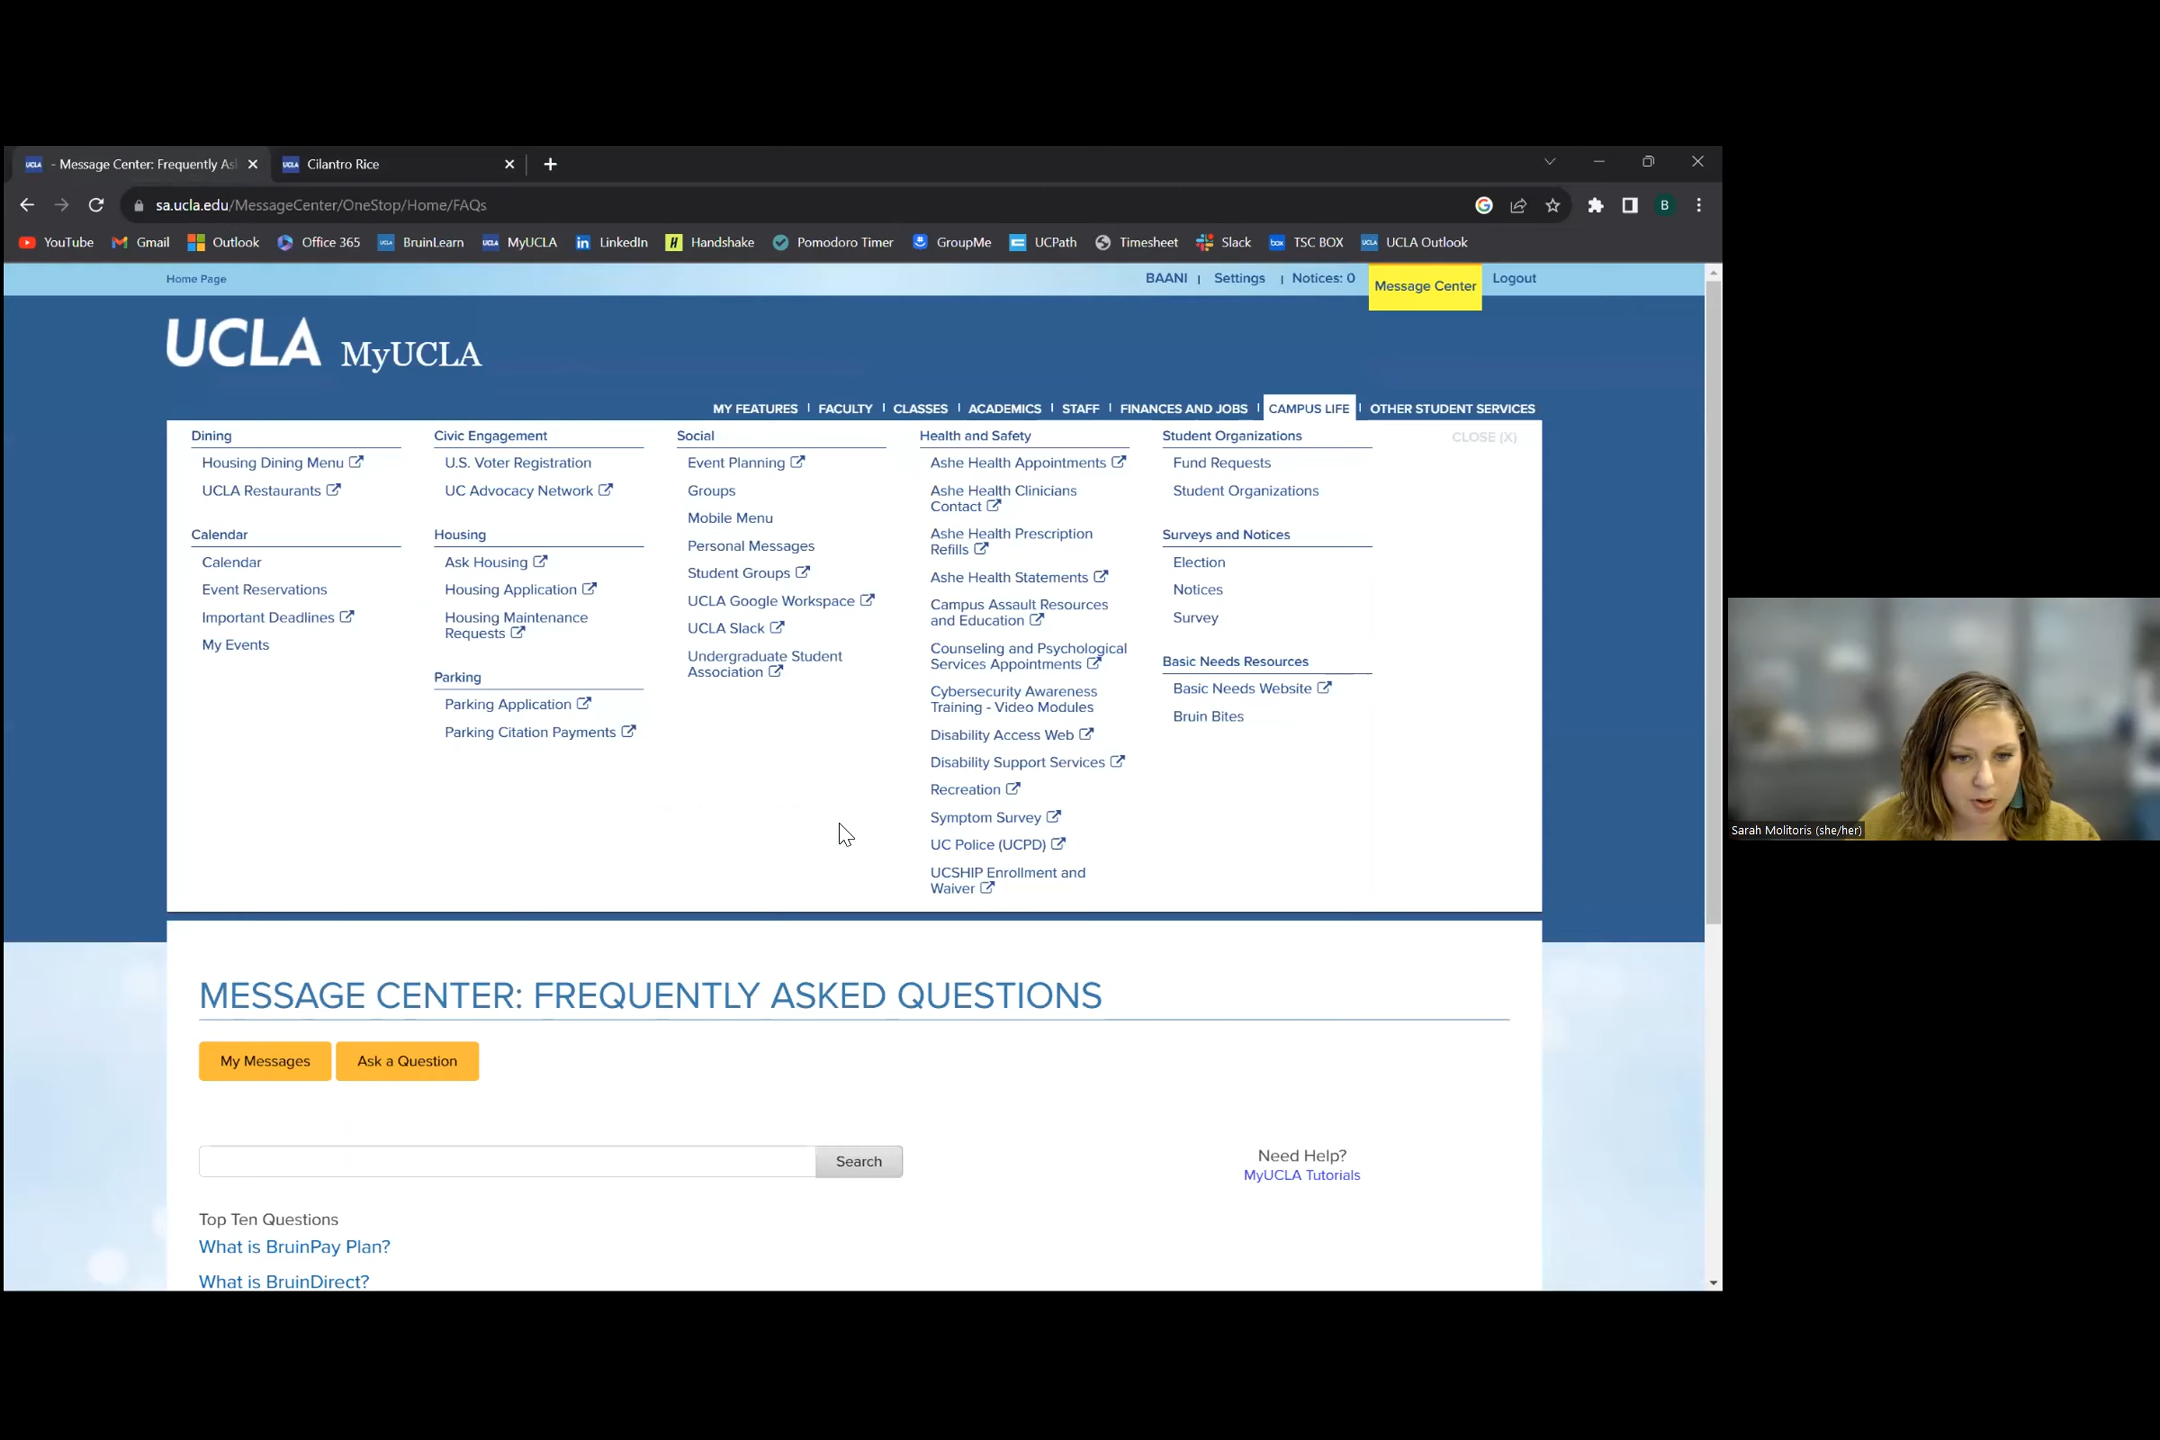 - Message Center: Frequently As
Cilantro Rice
sa.ucla.edu/MessageCenter/OneStop/Home/FAQs
YouTube Gmail Outlook Office 365 BruinLearn MyUCLA LinkedIn Handshake Pomodoro Timer GroupMe UCPath Timesheet Slack TSC BOX UCLA Outlook
Home Page
BAANI | Settings | Notices: 0 Message Center Logout
UCLA MyUCLA
MY FEATURES | FACULTY | CLASSES | ACADEMICS | STAFF | FINANCES AND JOBS | CAMPUS LIFE | OTHER STUDENT SERVICES
CLOSE (X)
Dining
Housing Dining Menu
UCLA Restaurants
Calendar
Calendar
Event Reservations
Important Deadlines
My Events
Civic Engagement
U.S. Voter Registration
UC Advocacy Network
Housing
Ask Housing
Housing Application
Housing Maintenance
Requests
Parking
Parking Application
Parking Citation Payments
Social
Event Planning
Groups
Mobile Menu
Personal Messages
Student Groups
UCLA Google Workspace
UCLA Slack
Undergraduate Student
Association
Health and Safety
Ashe Health Appointments
Ashe Health Clinicians
Contact
Ashe Health Prescription
Refills
Ashe Health Statements
Campus Assault Resources
and Education
Counseling and Psychological
Services Appointments
Cybersecurity Awareness
Training - Video Modules
Disability Access Web
Disability Support Services
Recreation
Symptom Survey
UC Police (UCPD)
UCSHIP Enrollment and
Waiver
Student Organizations
Fund Requests
Student Organizations
Surveys and Notices
Election
Notices
Survey
Basic Needs Resources
Basic Needs Website
Bruin Bites
MESSAGE CENTER: FREQUENTLY ASKED QUESTIONS
My Messages
Ask a Question
Search
Need Help?
MyUCLA Tutorials
Top Ten Questions
What is BruinPay Plan?
What is BruinDirect?
Sarah Molitoris (she/her)